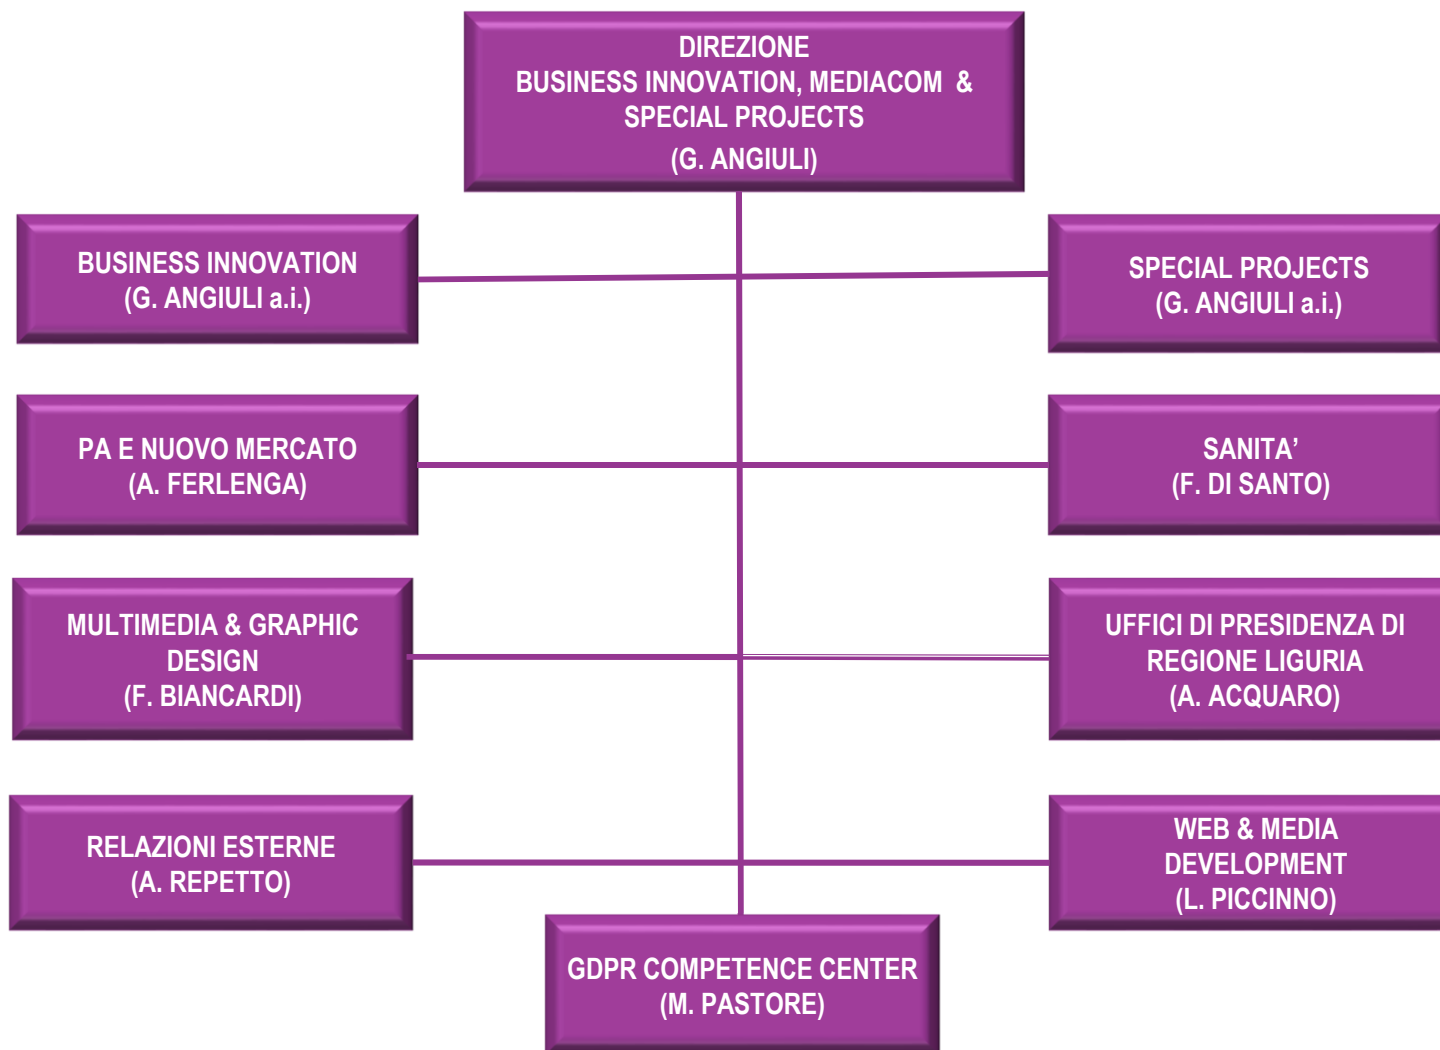 DIREZIONE
BUSINESS INNOVATION, MEDIACOM &
SPECIAL PROJECTS
(G. ANGIULI)
BUSINESS INNOVATION
(G. ANGIULI a.i.)
SPECIAL PROJECTS
(G. ANGIULI a.i.)
PA E NUOVO MERCATO
(A. FERLENGA)
SANITA’
(F. DI SANTO)
MULTIMEDIA & GRAPHIC
DESIGN
(F. BIANCARDI)
UFFICI DI PRESIDENZA DI
REGIONE LIGURIA
(A. ACQUARO)
RELAZIONI ESTERNE
(A. REPETTO)
WEB & MEDIA
DEVELOPMENT
(L. PICCINNO)
GDPR COMPETENCE CENTER
(M. PASTORE)